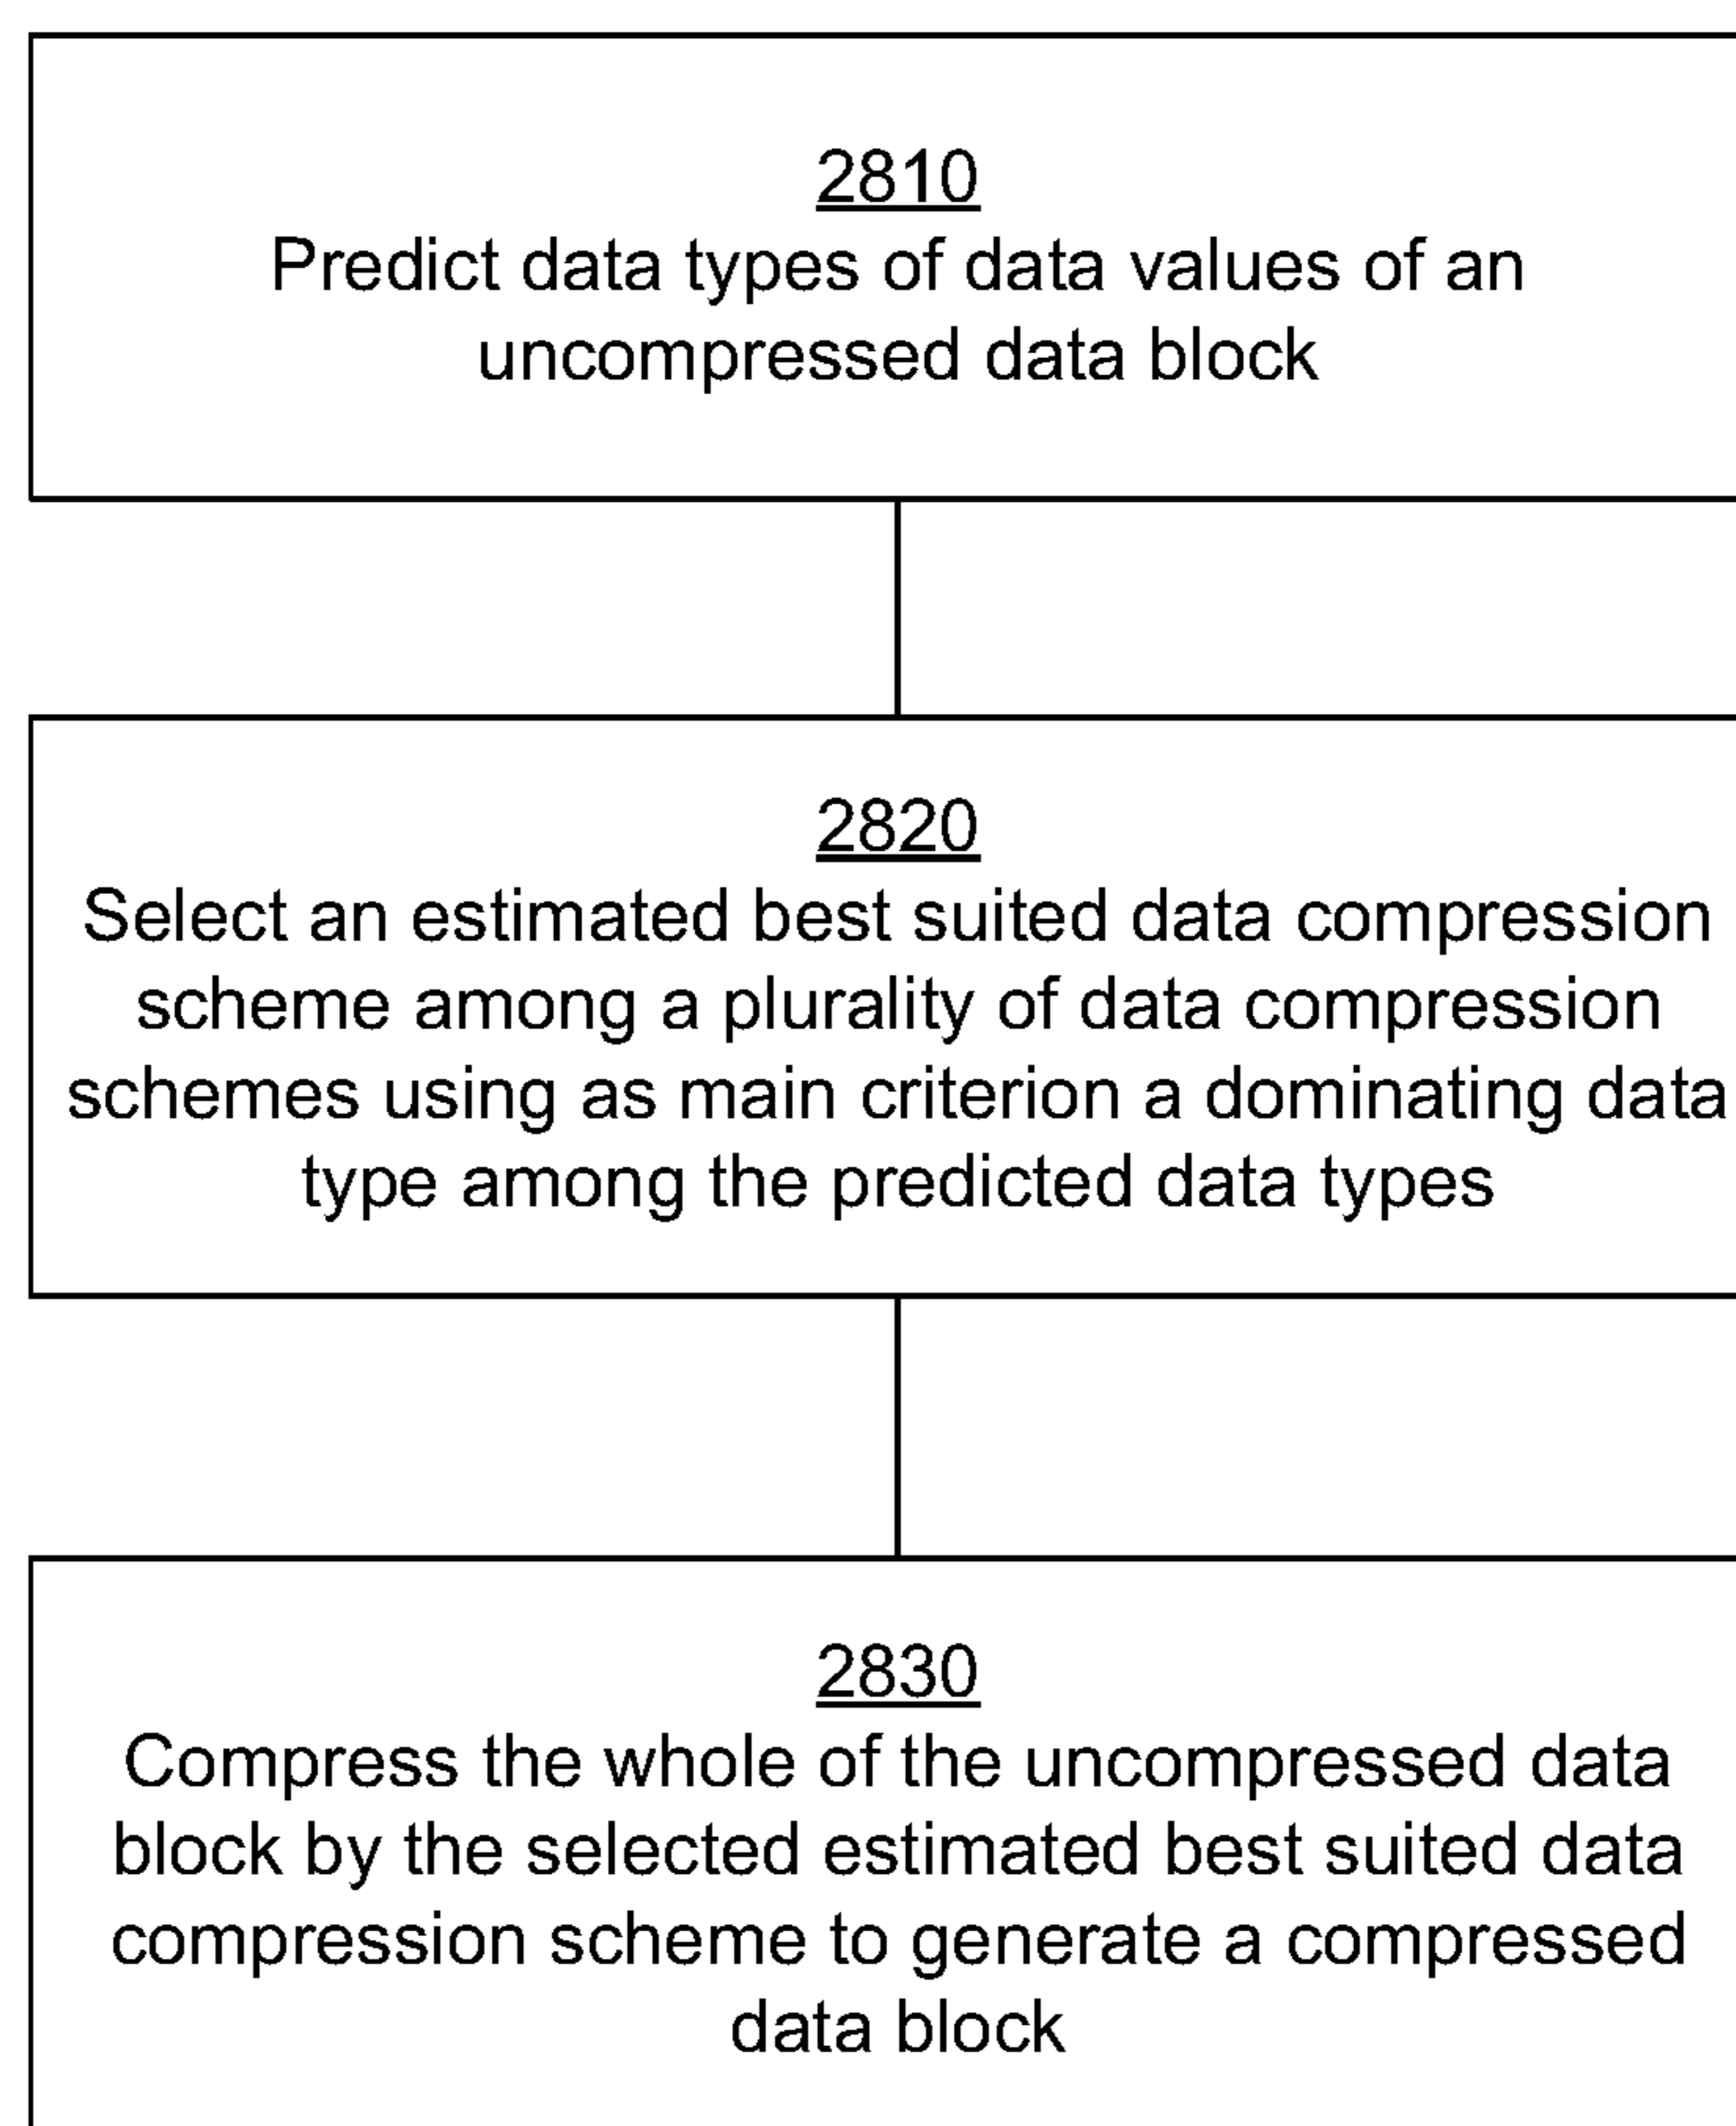 2810
Predict data types of data values of an
uncompressed data block
2820
Select an estimated best suited data compression
scheme among a plurality of data compression
schemes using as main criterion a dominating data
type among the predicted data types
2830
Compress the whole of the uncompressed data
block by the selected estimated best suited data
compression scheme to generate a compressed
data block